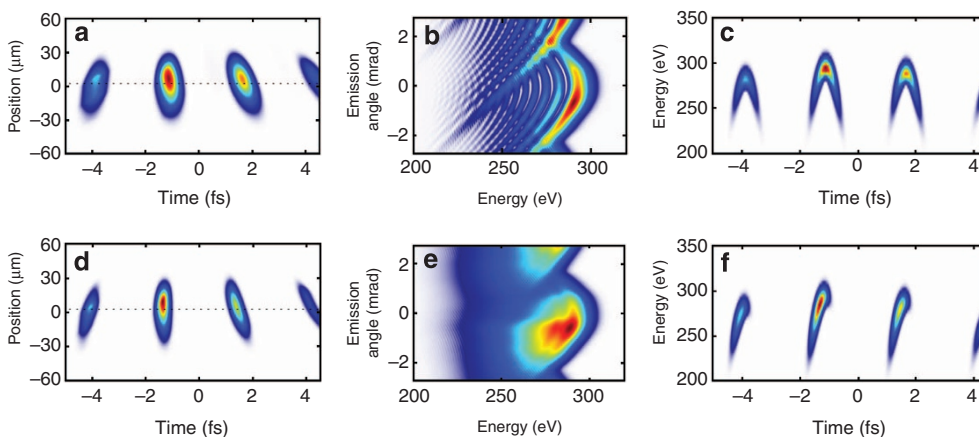 a
Position (μm)
60
30
0
−30
−60
−4
−2
0
2
4
Time (fs)
b
Emission
angle (mrad)
2
0
−2
200
250
300
Energy (eV)
c
Energy (eV)
350
300
250
200
−4
−2
0
2
4
Time (fs)
d
Position (μm)
60
30
0
−30
−60
−4
−2
0
2
4
Time (fs)
e
Emission
angle (mrad)
2
0
−2
200
250
300
Energy (eV)
f
Energy (eV)
350
300
250
200
−4
−2
0
2
4
Time (fs)